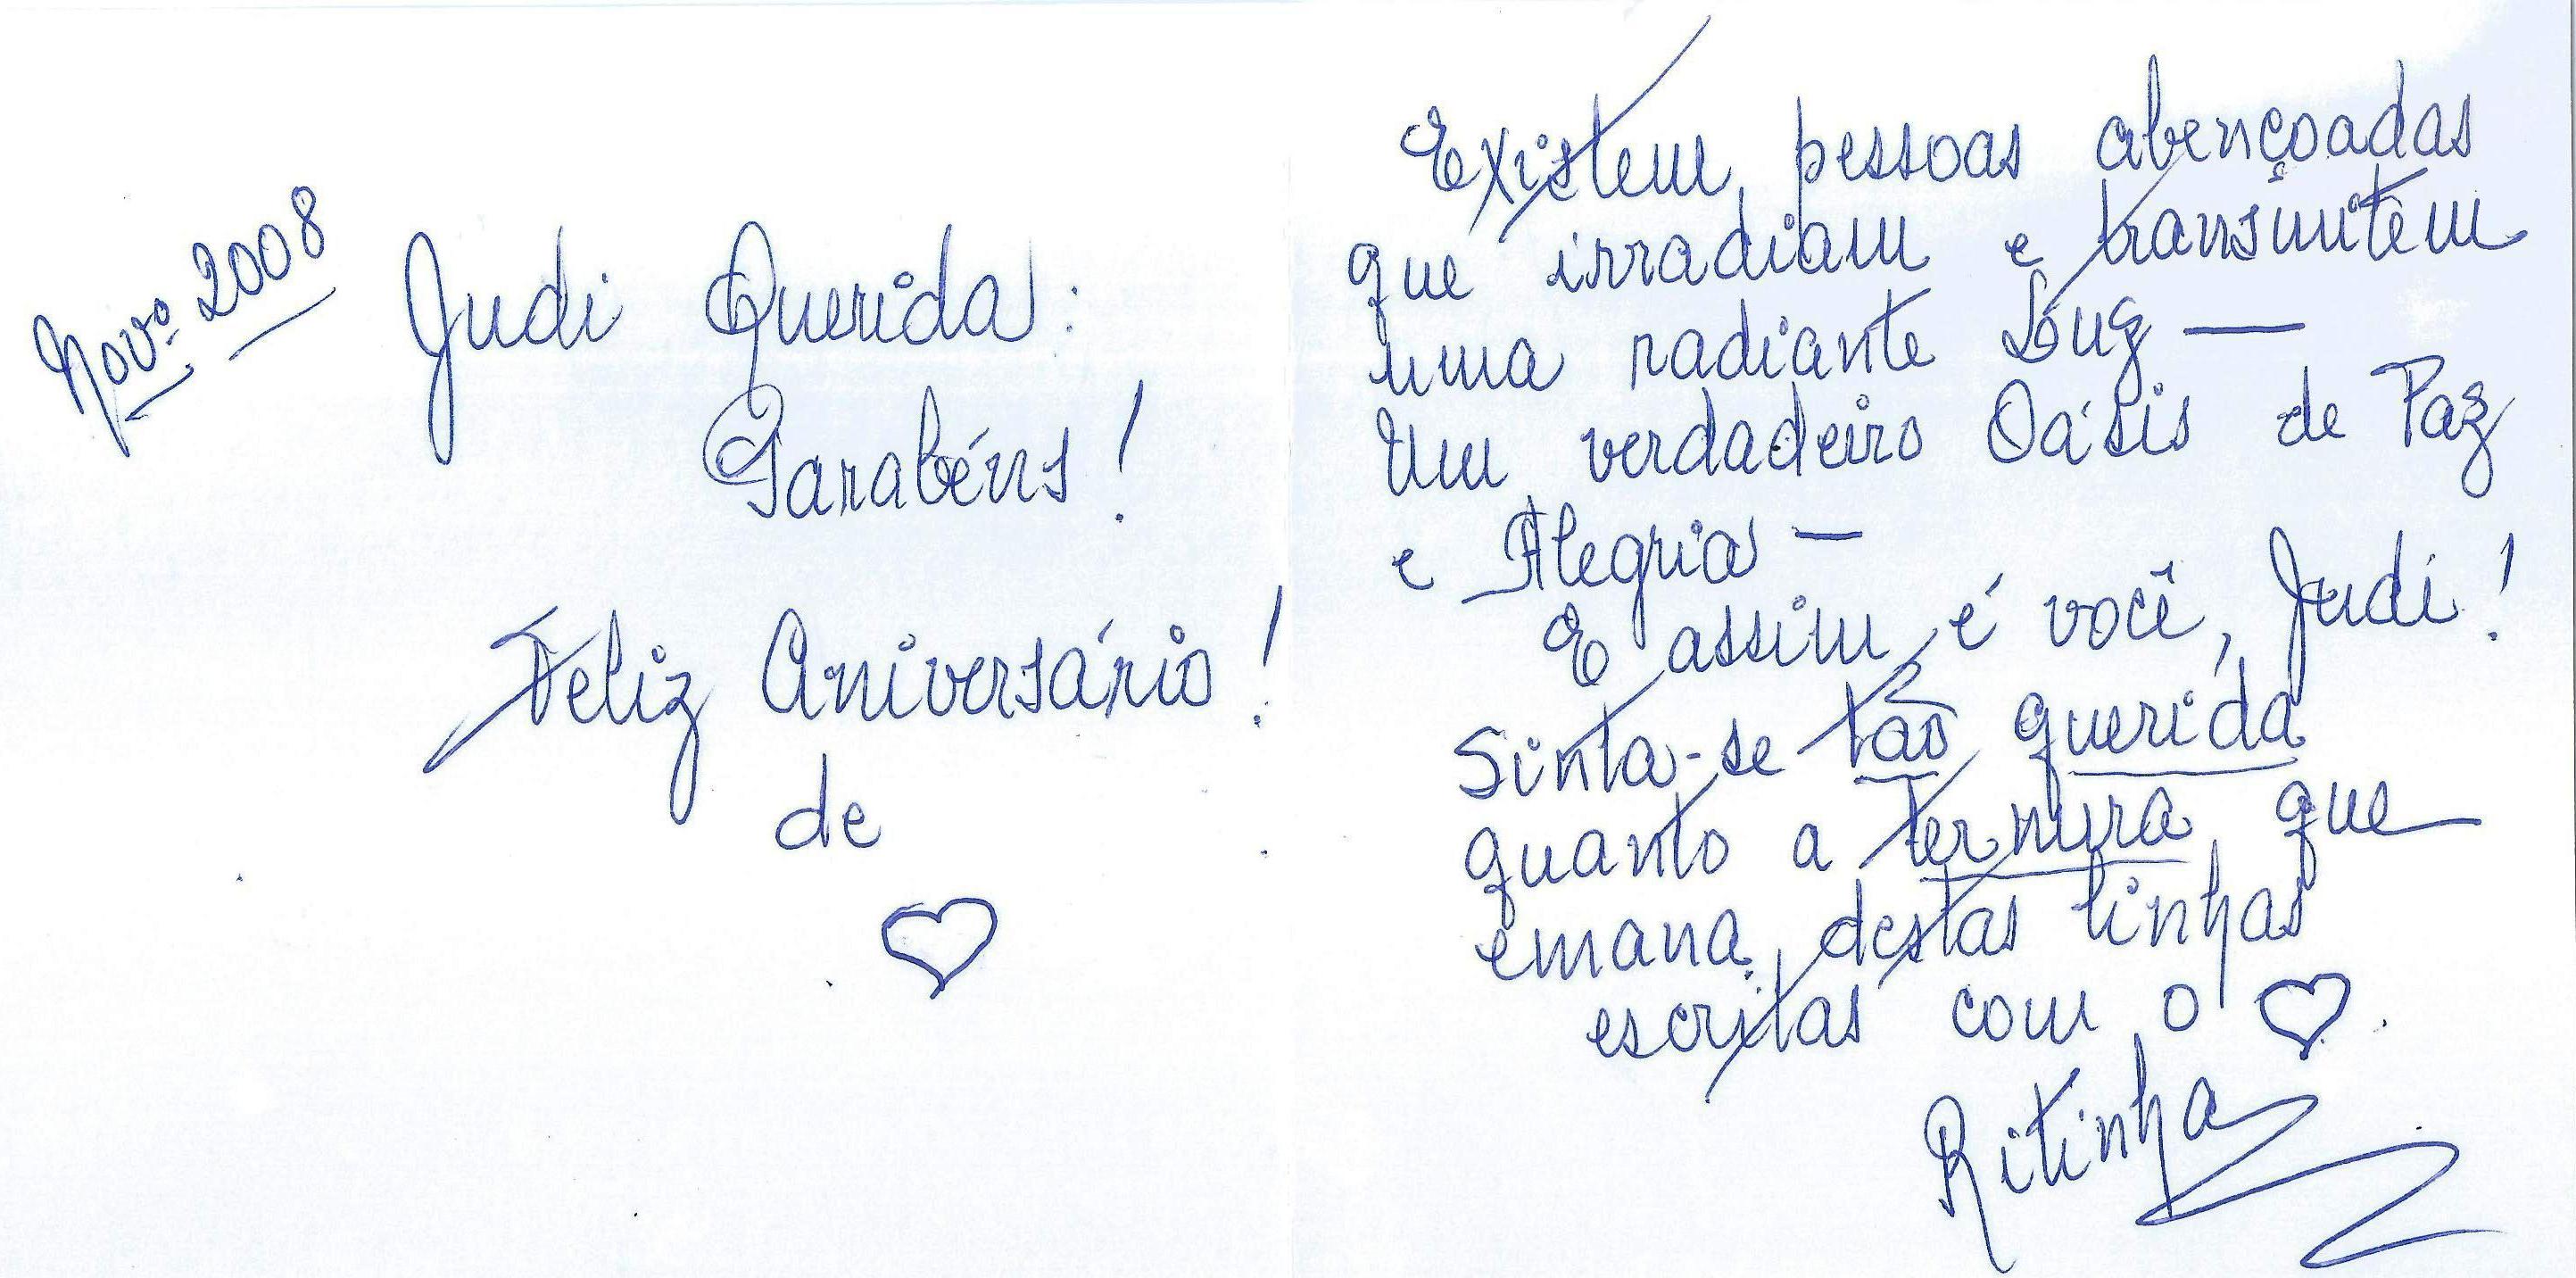 Novº 2008
Judi Querida:
Parabéns!
Feliz Aniversário!
de
♡
Existem pessoas abençoadas
que irradiam e transmitem
uma radiante Luz —
Um verdadeiro Oásis de Paz
e Alegria —
E assim é você, Judi!
Sinta-se tão querida
quanto a ternura que
emana destas linhas
escritas com o ♡.
Ritinha